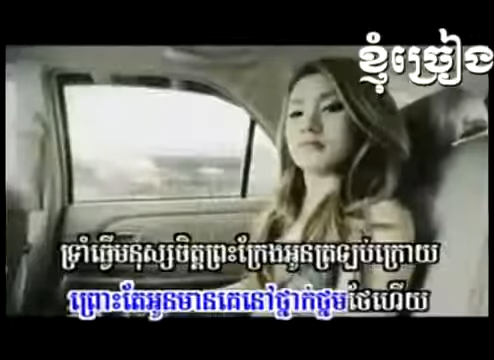 ខ្ញុំច្រៀង
ទ្រាំធ្វើមនុស្សចិត្តព្រះក្រែងអូនត្រឡប់ក្រោយ
ព្រោះតែអូនមានគេនៅថ្នាក់ថ្នមថែហើយ